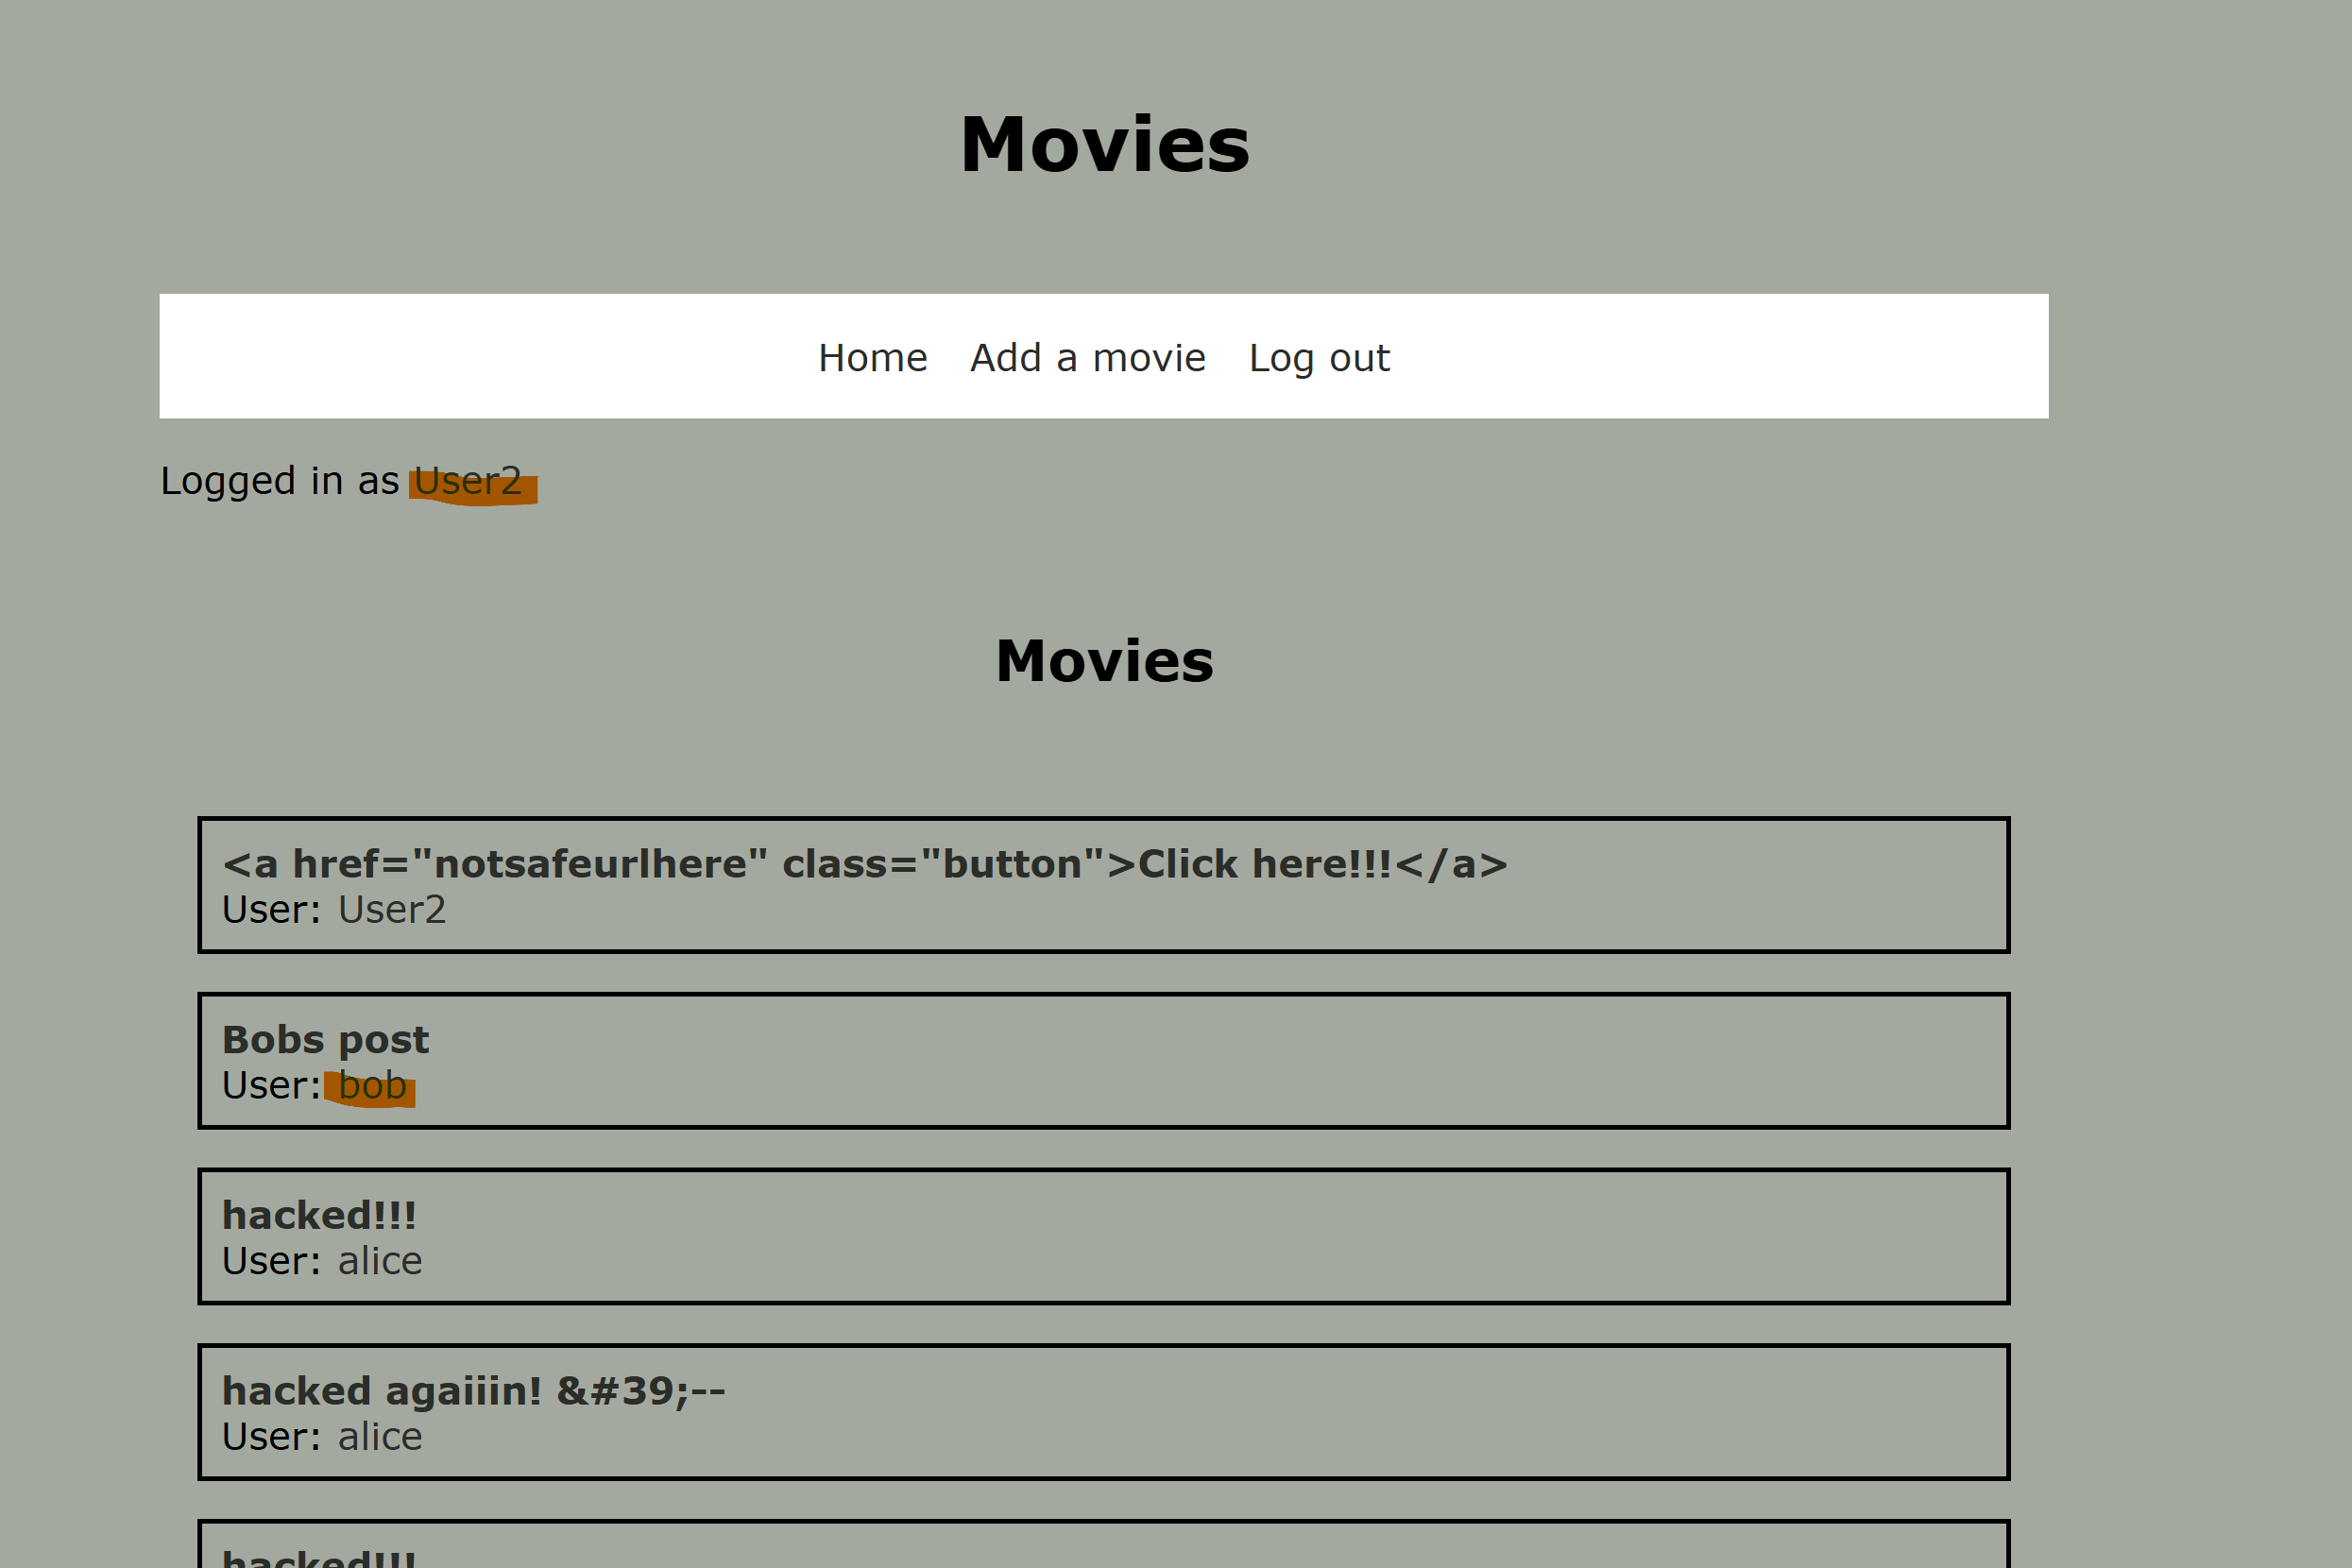 Movies
Home Add a movie Log out
Logged in as User2
Movies
<a href="notsafeurlhere" class="button">Click here!!!</a>
User: User2
Bobs post
User: bob
hacked!!!
User: alice
hacked agaiiin! &#39;--
User: alice
hacked!!!